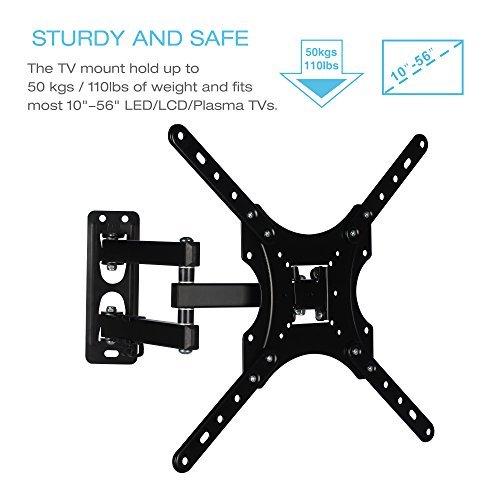 STURDY AND SAFE
The TV mount hold up to
50 kgs / 110lbs of weight and fits
most 10"–56" LED/LCD/Plasma TVs.
50kgs
110lbs
10"-56"